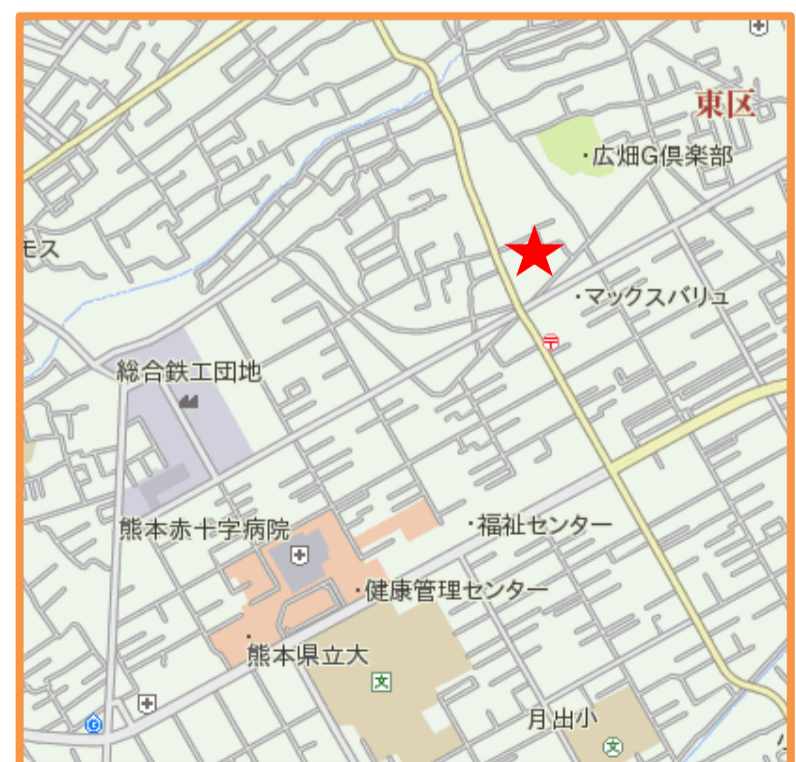 東区
・広畑G倶楽部
モス
・マックスバリュ
〒
総合鉄工団地
熊本赤十字病院
・福祉センター
・健康管理センター
熊本県立大
文
月出小
文
G